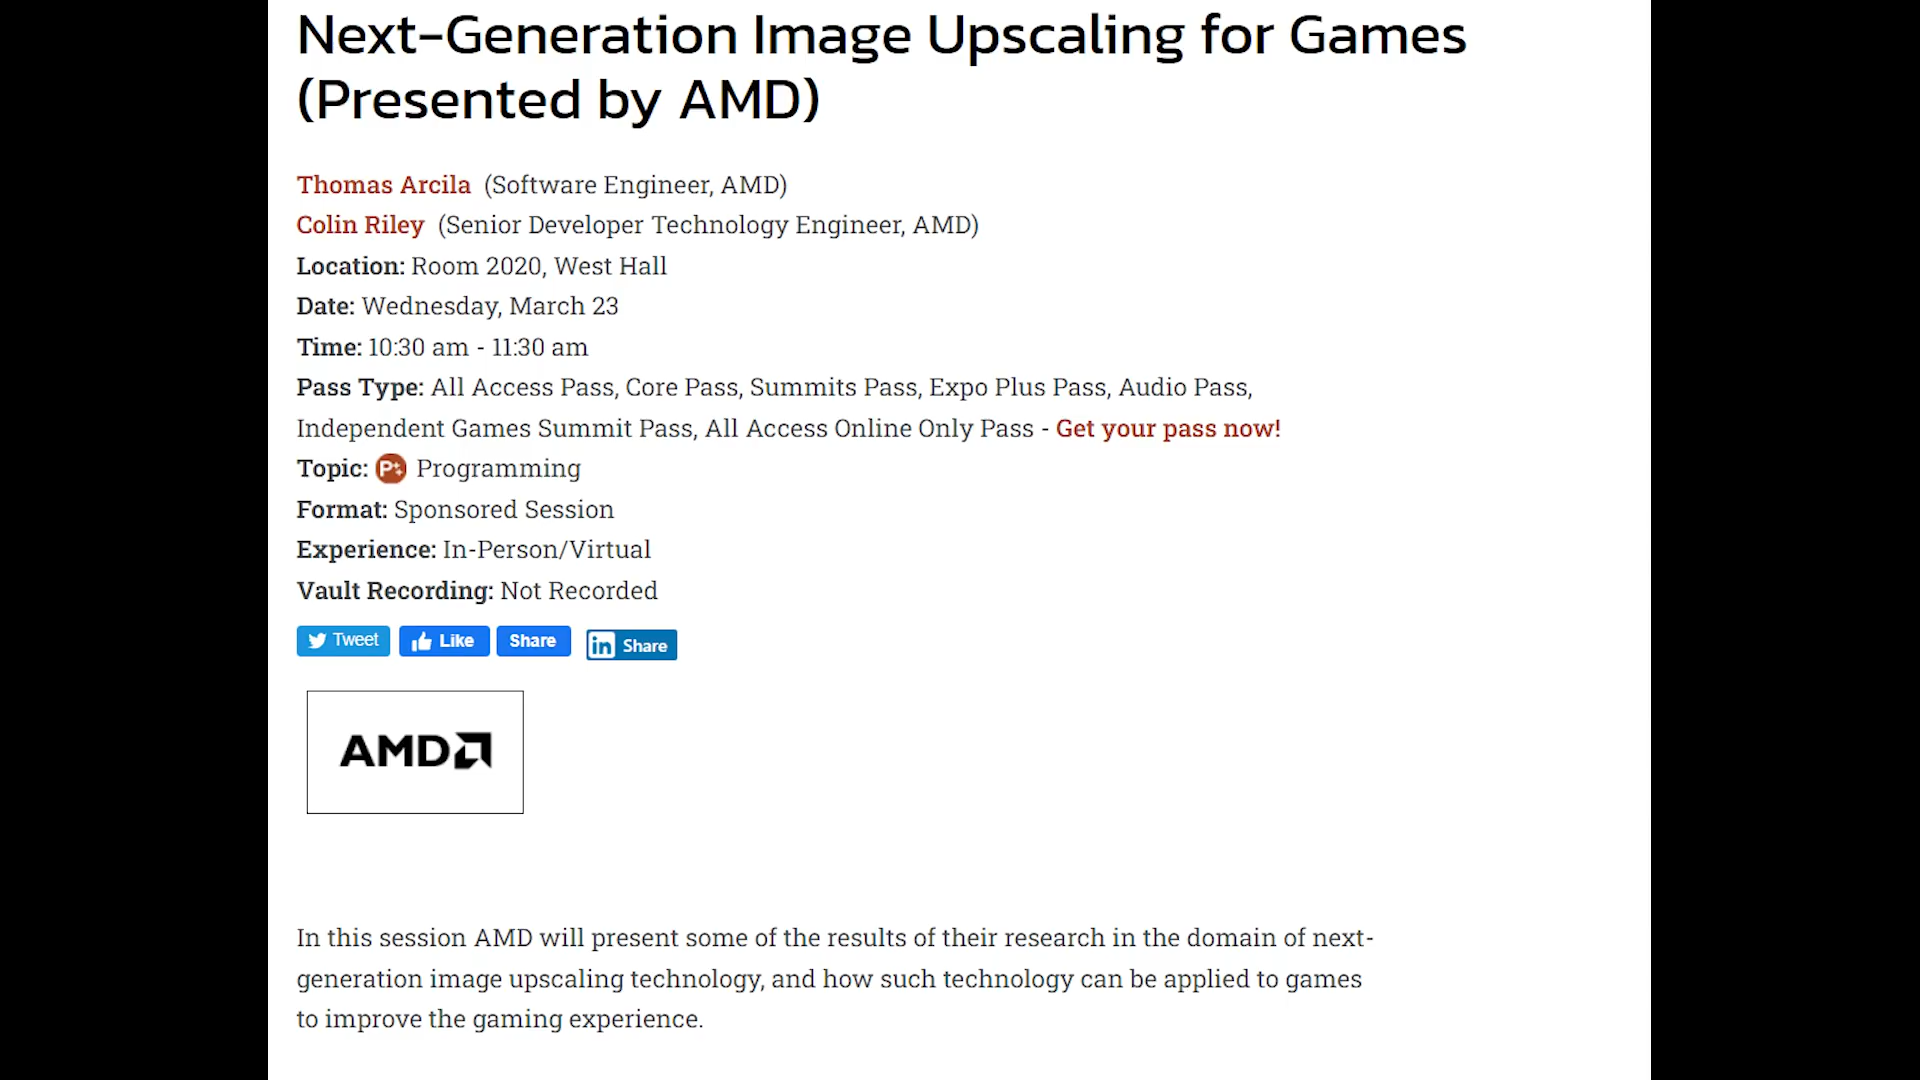 Next-Generation Image Upscaling for Games
(Presented by AMD)
Thomas Arcila (Software Engineer, AMD)
Colin Riley (Senior Developer Technology Engineer, AMD)
Location: Room 2020, West Hall
Date: Wednesday, March 23
Time: 10:30 am - 11:30 am
Pass Type: All Access Pass, Core Pass, Summits Pass, Expo Plus Pass, Audio Pass,
Independent Games Summit Pass, All Access Online Only Pass - Get your pass now!
Topic: P Programming
Format: Sponsored Session
Experience: In-Person/Virtual
Vault Recording: Not Recorded
Tweet Like Share in Share
AMD
In this session AMD will present some of the results of their research in the domain of next-
generation image upscaling technology, and how such technology can be applied to games
to improve the gaming experience.